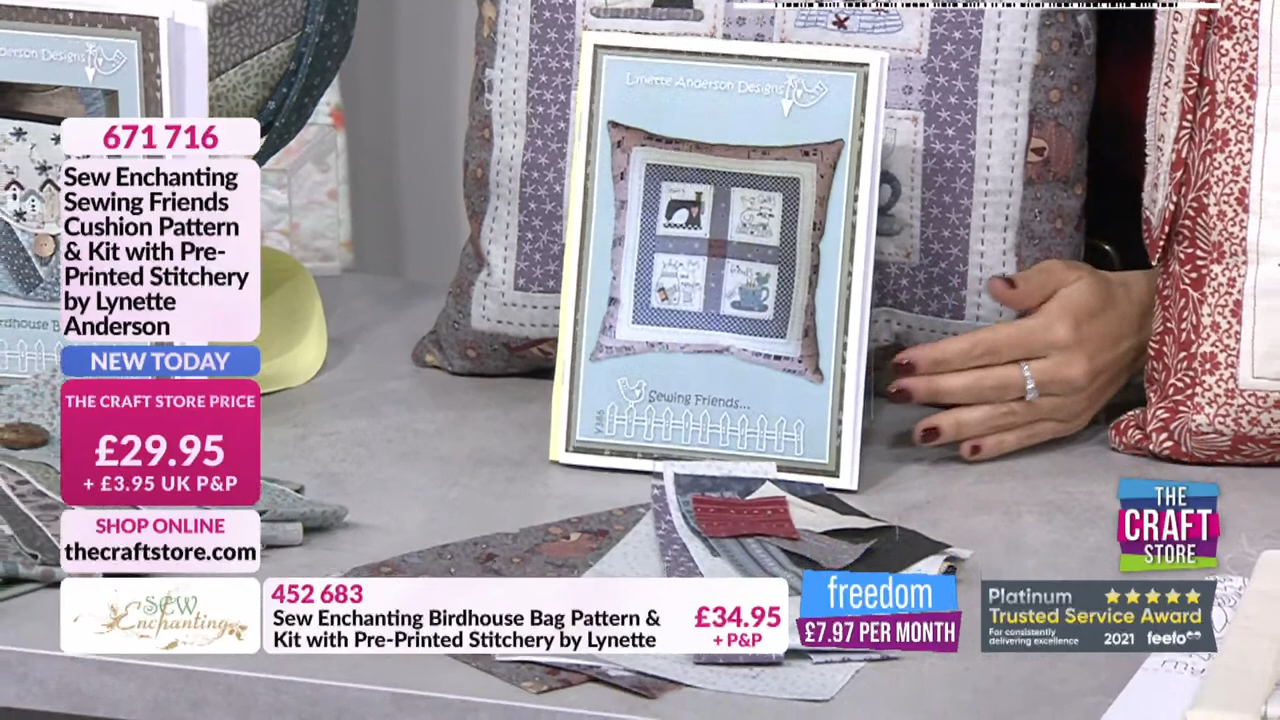 erson Designs
rdhouse B
671 716
Sew Enchanting
Sewing Friends
Cushion Pattern
& Kit with Pre-
Printed Stitchery
by Lynette
Anderson
NEW TODAY
THE CRAFT STORE PRICE
£29.95
+ £3.95 UK P&P
SHOP ONLINE
thecraftstore.com
SEW
Enchanting
Lynette Anderson Designs
Sewing Friends...
452 683
Sew Enchanting Birdhouse Bag Pattern &
Kit with Pre-Printed Stitchery by Lynette
£34.95
+ P&P
freedom
£7.97 PER MONTH
THE
CRAFT
STORE
Platinum
Trusted Service Award
For consistently
delivering excellence
2021 feefo